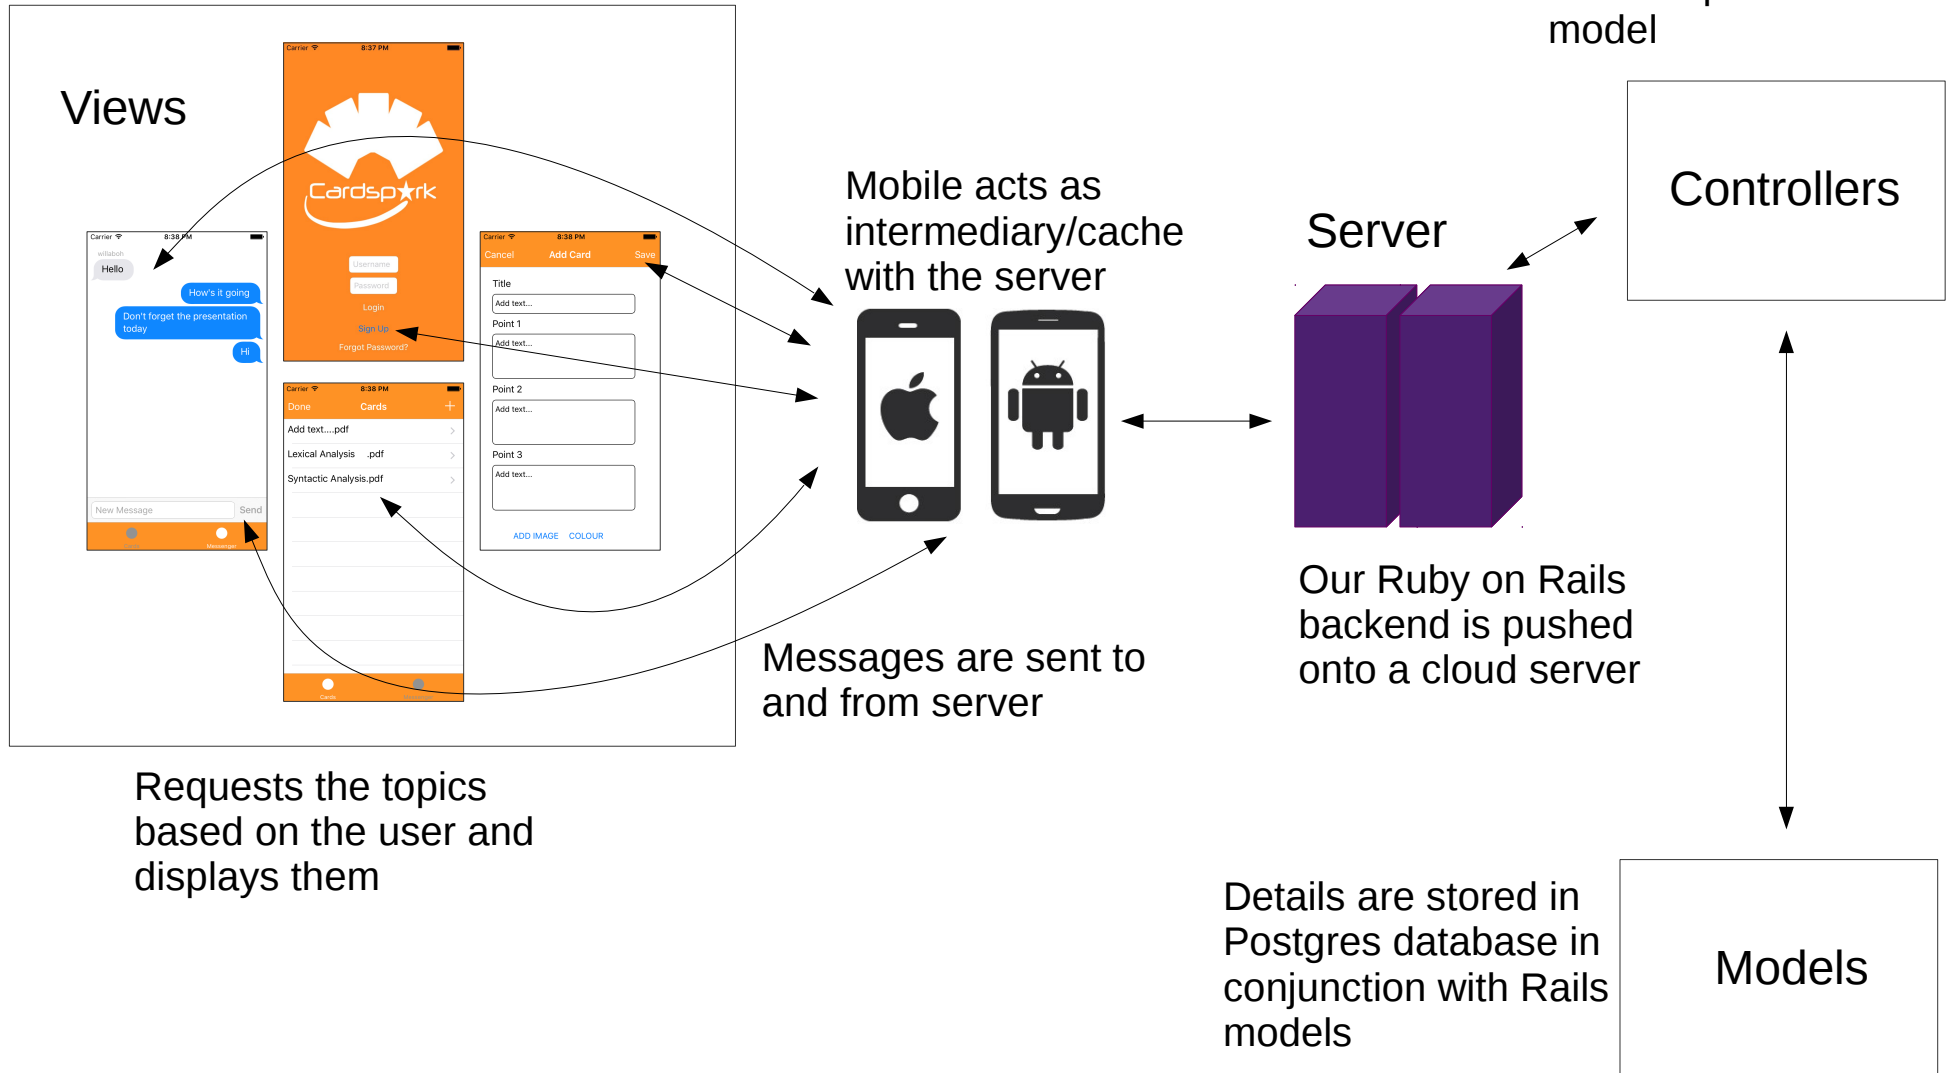 model
Views
Controllers
Server
Mobile acts as
intermediary/cache
with the server
Carrier 8:37 PM
Cardspark
Username
Password
Login
Sign Up
Forgot Password?
Carrier 8:38 PM
willaboh
Hello
How's it going
Don't forget the presentation
today
Hi
New Message Send
Messenger
Carrier 8:38 PM
Cancel Add Card Save
Title
Add text...
Point 1
Add text...
Point 2
Add text...
Point 3
Add text...
ADD IMAGE COLOUR
Carrier 8:38 PM
Done Cards +
Add text....pdf
Lexical Analysis .pdf
Syntactic Analysis.pdf
Cards
Messages are sent to
and from server
Our Ruby on Rails
backend is pushed
onto a cloud server
Requests the topics
based on the user and
displays them
Details are stored in
Postgres database in
conjunction with Rails
models
Models